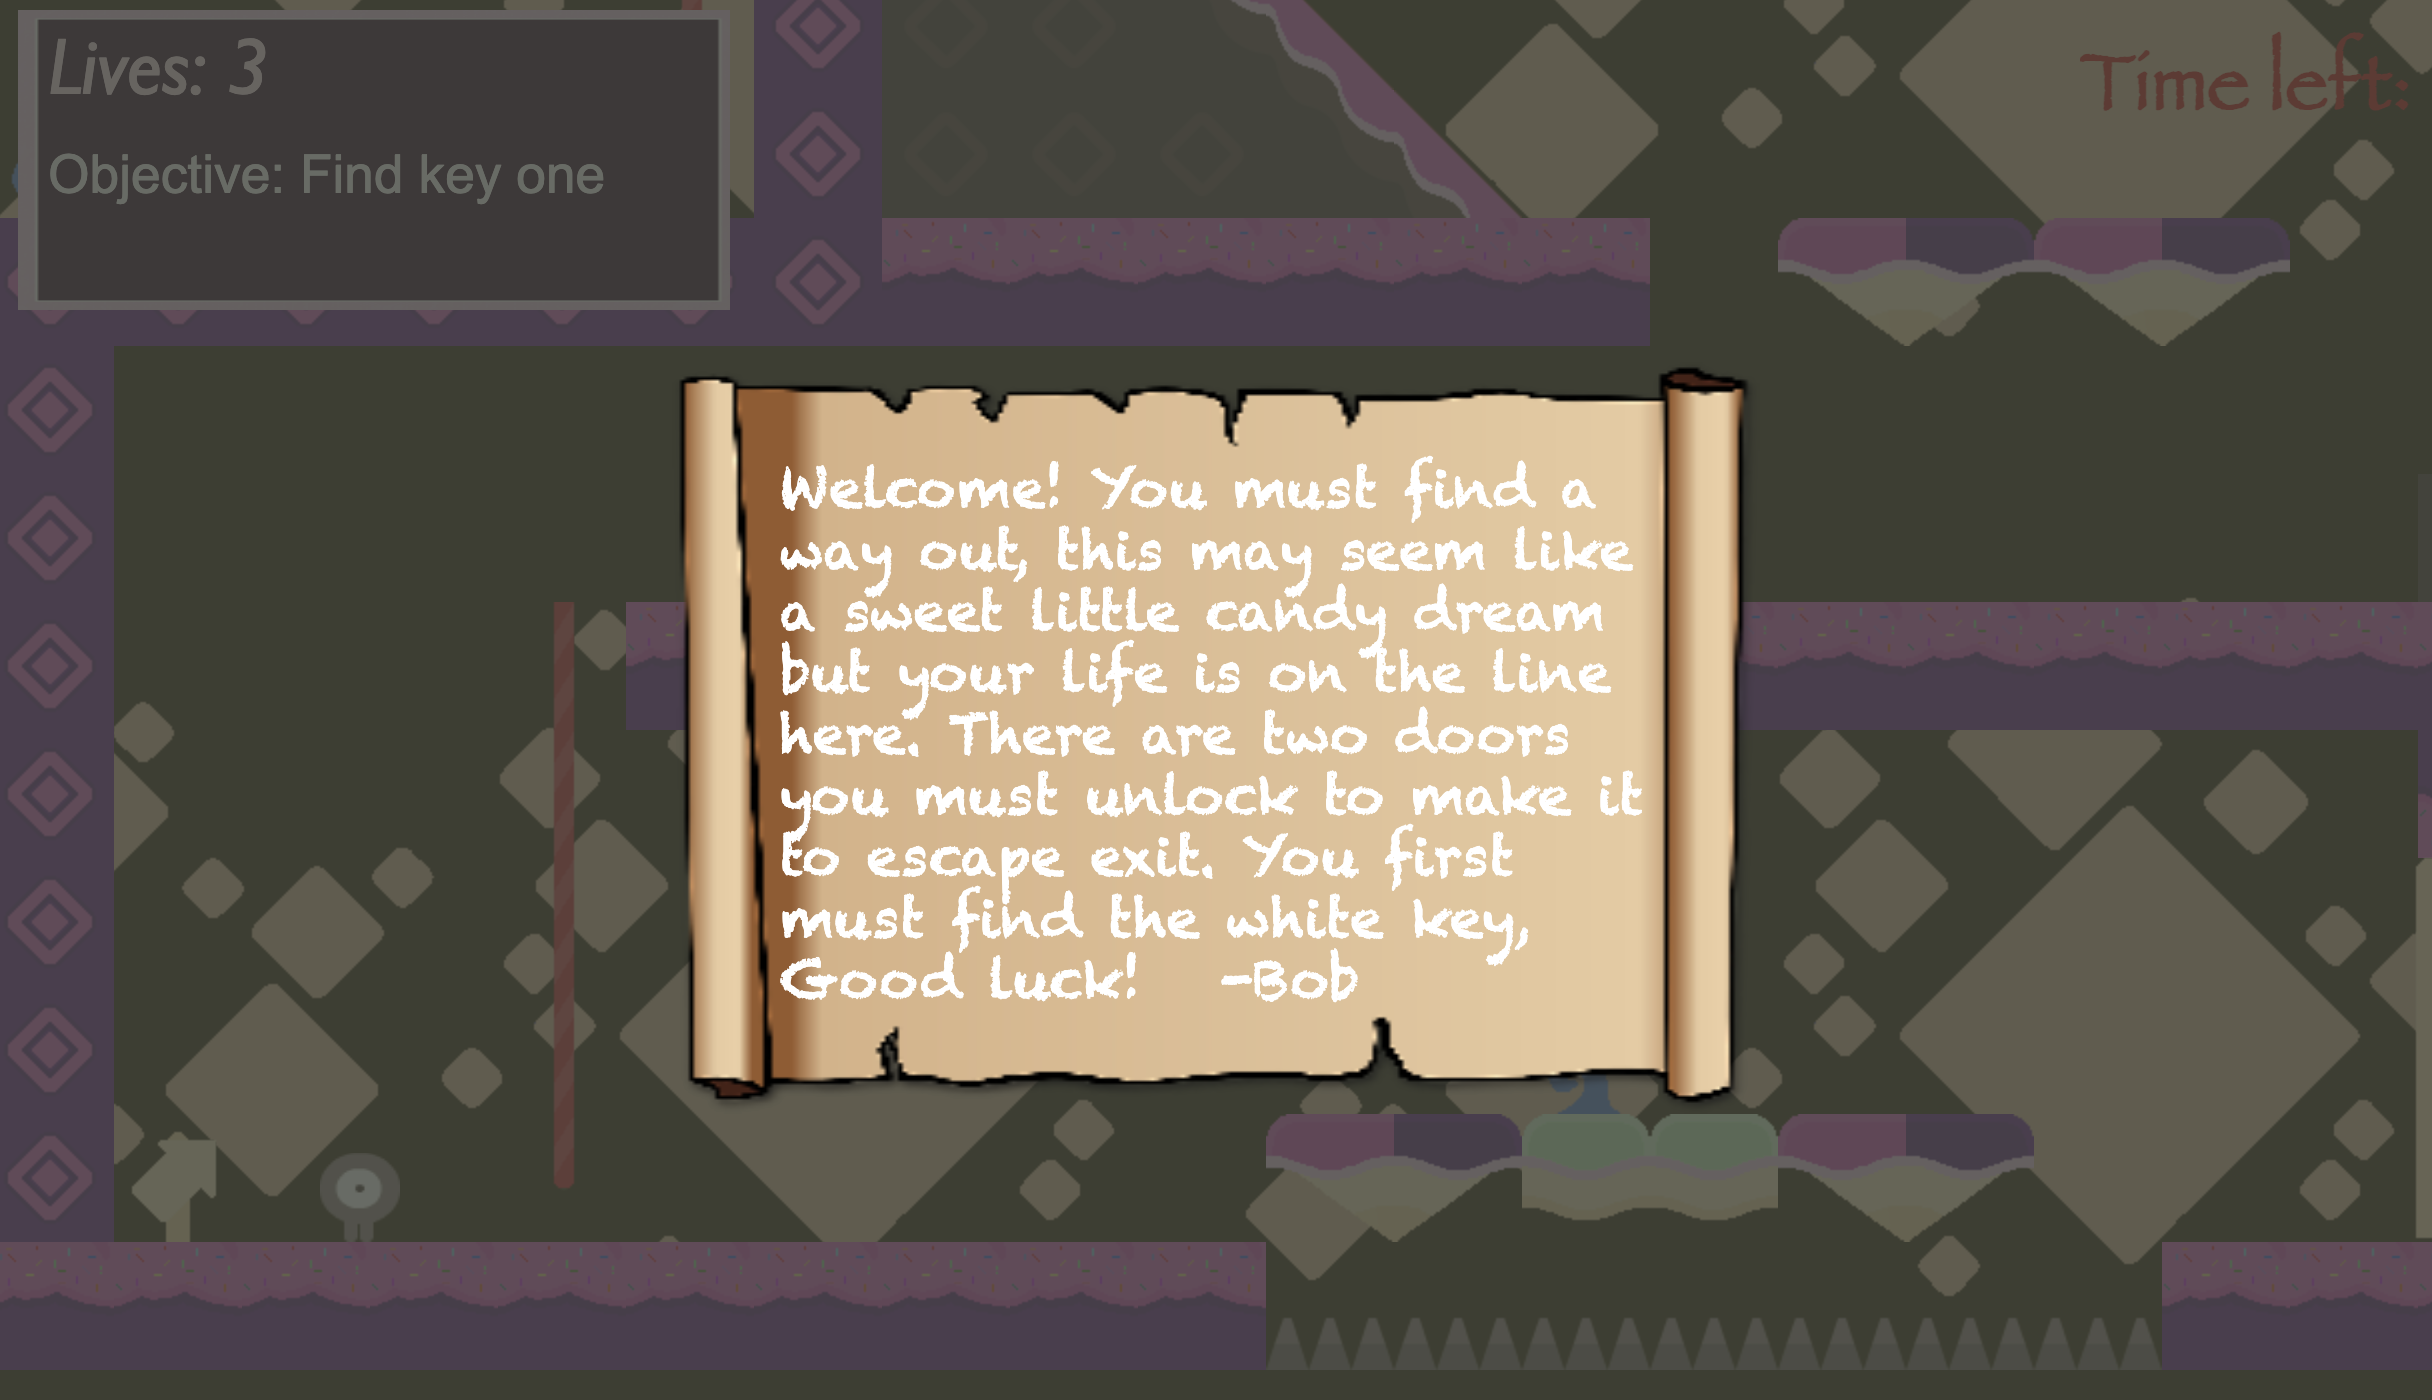 Lives: 3
Time left:
Objective: Find key one
Welcome! You must find a
way out, this may seem like
a sweet little candy dream
but your life is on the line
here. There are two doors
you must unlock to make it
to escape exit. You first
must find the white key,
Good luck! -Bob